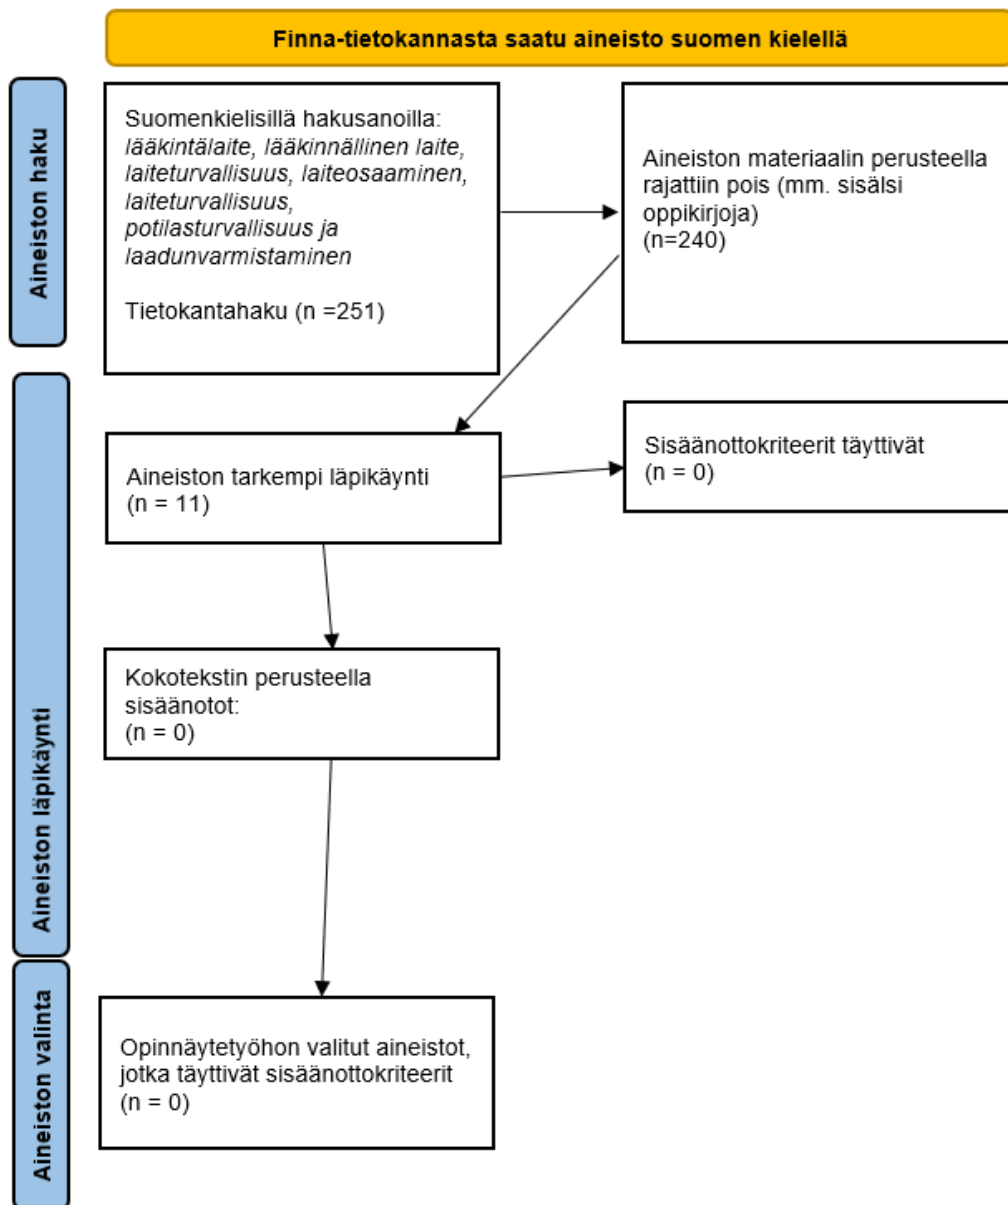 Finna-tietokannasta saatu aineisto suomen kielellä
Aineiston haku
Suomenkielisillä hakusanoilla:
lääkintälaite, lääkinnällinen laite,
laiteturvallisuus, laiteosaaminen,
laiteturvallisuus,
potilasturvallisuus ja
laadunvarmistaminen
Tietokantahaku (n =251)
Aineiston materiaalin perusteella
rajattiin pois (mm. sisälsi
oppikirjoja)
(n=240)
Aineiston läpikäynti
Aineiston tarkempi läpikäynti
(n = 11)
Sisäänottokriteerit täyttivät
(n = 0)
Kokotekstin perusteella
sisäänotot:
(n = 0)
Aineiston valinta
Opinnäytetyöhon valitut aineistot,
jotka täyttivät sisäänottokriteerit
(n = 0)